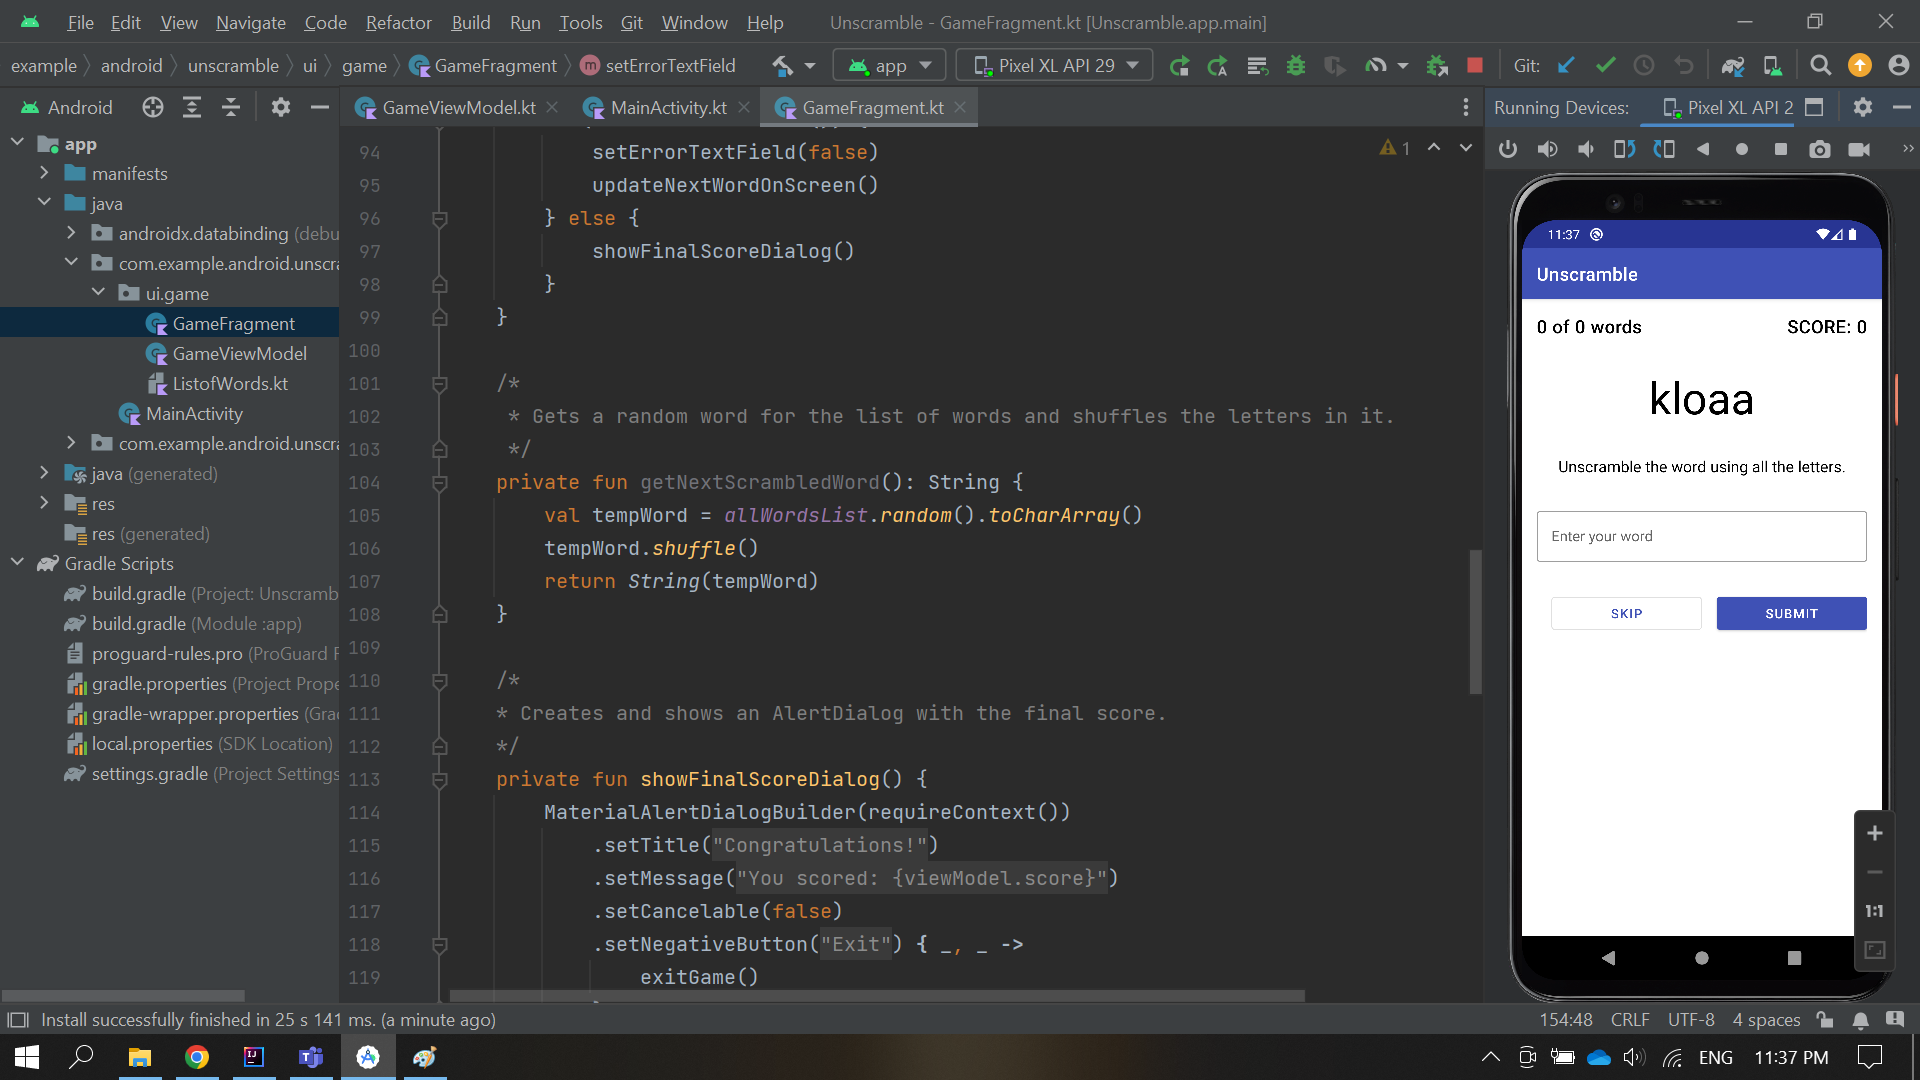 File Edit View Navigate Code Refactor Build Run Tools Git Window Help Unscramble - GameFragment.kt [Unscramble.app.main]
example android unscramble ui game GameFragment setErrorTextField app Pixel XL API 29 Git:
Android
GameViewModel.kt MainActivity.kt GameFragment.kt
Running Devices: Pixel XL API 2
app
manifests
java
androidx.databinding (debu
com.example.android.unscra
ui.game
GameFragment
GameViewModel
ListofWords.kt
MainActivity
com.example.android.unscra
java (generated)
res
res (generated)
Gradle Scripts
build.gradle (Project: Unscramb
build.gradle (Module :app)
proguard-rules.pro (ProGuard F
gradle.properties (Project Prope
gradle-wrapper.properties (Gra
local.properties (SDK Location)
settings.gradle (Project Settings
1
94 setErrorTextField(false)
95 updateNextWordOnScreen()
96 } else {
97 showFinalScoreDialog()
98 }
99 }
100
101 /*
102 * Gets a random word for the list of words and shuffles the letters in it.
103 */
104 private fun getNextScrambledWord(): String {
105 val tempWord = allWordsList.random().toCharArray()
106 tempWord.shuffle()
107 return String(tempWord)
108 }
109
110 /*
111 * Creates and shows an AlertDialog with the final score.
112 */
113 private fun showFinalScoreDialog() {
114 MaterialAlertDialogBuilder(requireContext())
115 .setTitle("Congratulations!")
116 .setMessage("You scored: {viewModel.score}")
117 .setCancelable(false)
118 .setNegativeButton("Exit") { _, _ ->
119 exitGame()
11:37
Unscramble
0 of 0 words SCORE: 0
kloaa
Unscramble the word using all the letters.
Enter your word
SKIP SUBMIT
1:1
Install successfully finished in 25 s 141 ms. (a minute ago)
154:48 CRLF UTF-8 4 spaces
ENG 11:37 PM